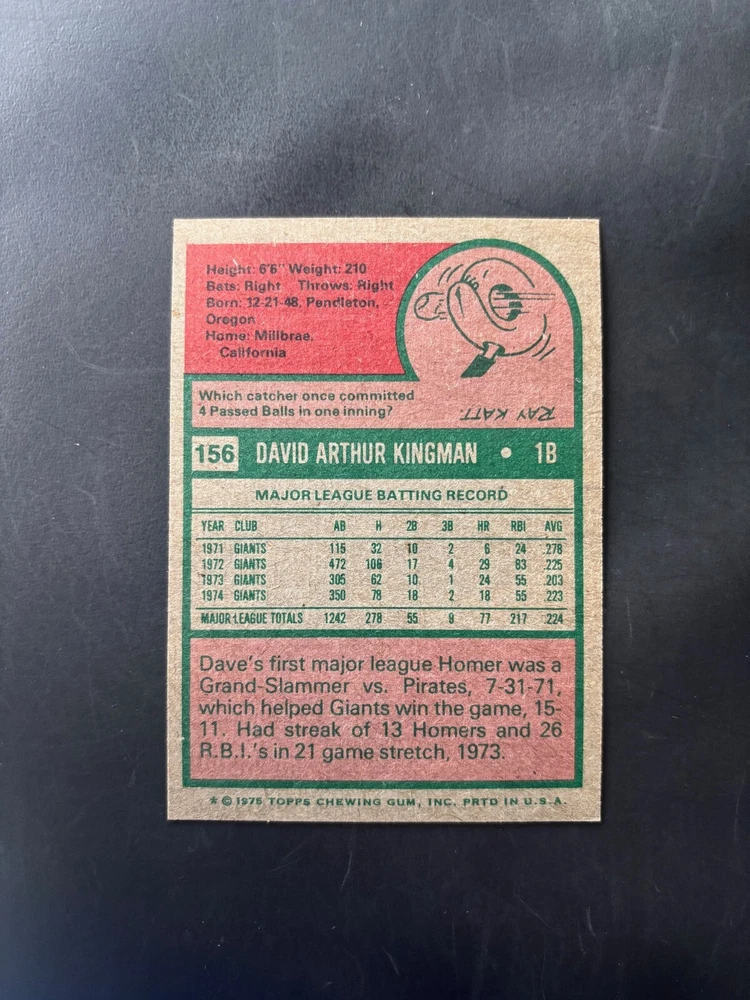 Height: 6'6" Weight: 210
Bats: Right Throws: Right
Born: 12-21-48, Pendleton,
Oregon
Home: Millbrae,
California
Which catcher once committed
4 Passed Balls in one inning?
RAY KATT.
156 DAVID ARTHUR KINGMAN • 1B
MAJOR LEAGUE BATTING RECORD
YEAR CLUB AB H 2B 3B HR RBI AVG
1971 GIANTS 115 32 10 2 6 24 .278
1972 GIANTS 472 106 17 4 29 83 .225
1973 GIANTS 305 62 10 1 24 55 .203
1974 GIANTS 350 78 18 2 18 55 .223
MAJOR LEAGUE TOTALS 1242 278 55 9 77 217 .224
Dave's first major league Homer was a
Grand-Slammer vs. Pirates, 7-31-71,
which helped Giants win the game, 15-
11. Had streak of 13 Homers and 26
R.B.I.'s in 21 game stretch, 1973.
* © 1975 TOPPS CHEWING GUM, INC. PRTD IN U.S.A.